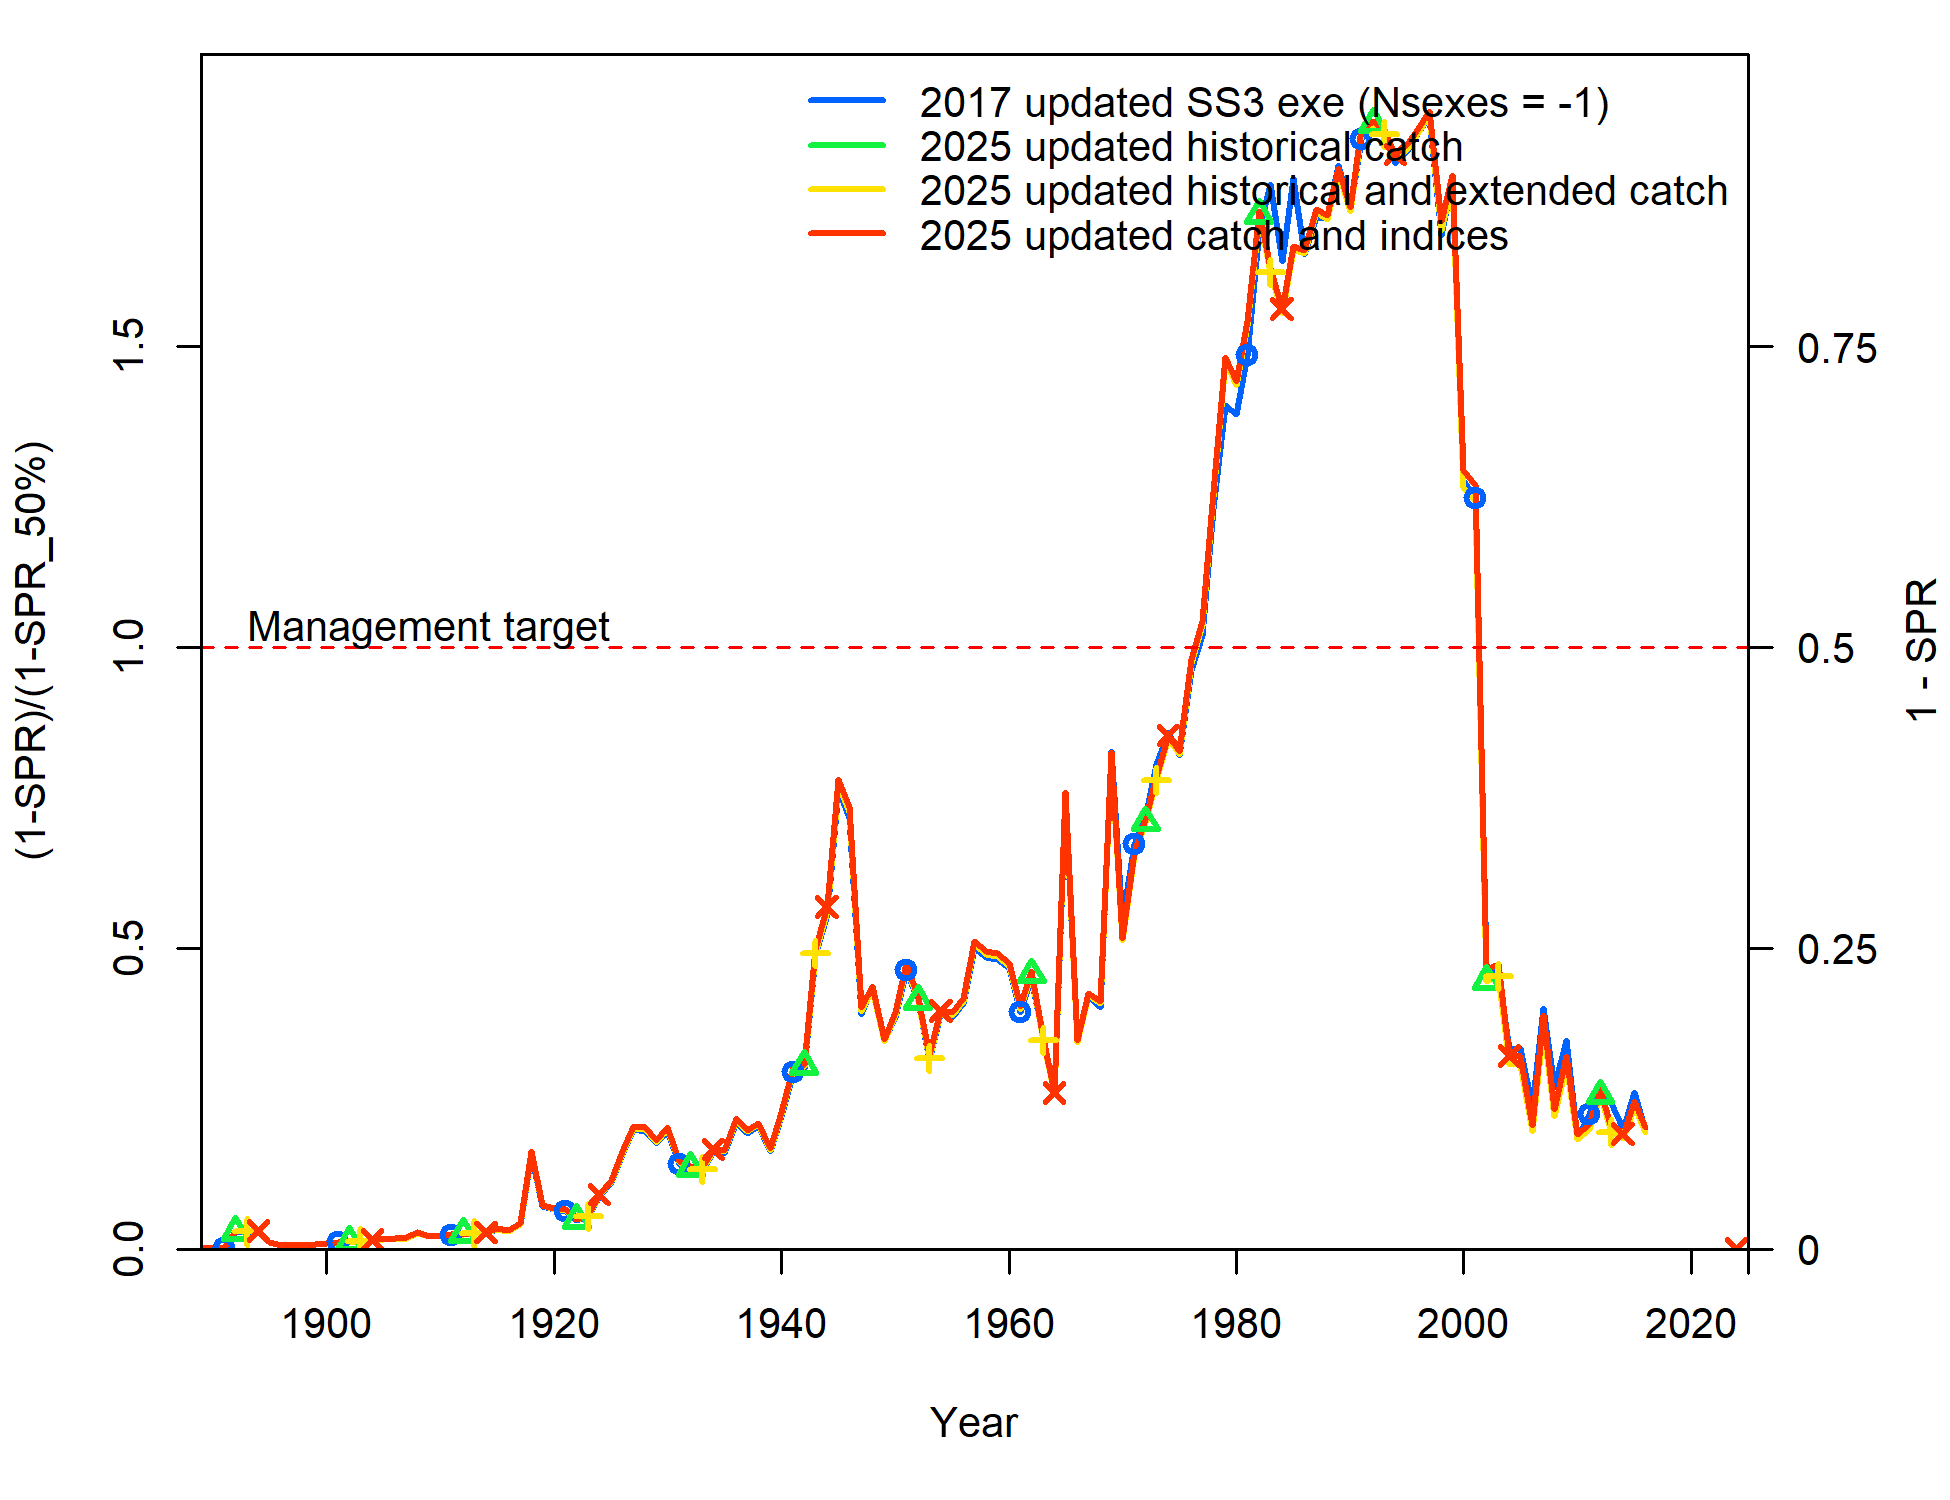 2017 updated SS3 exe (Nsexes = -1)
2025 updated historical catch
2025 updated historical and extended catch
2025 updated catch and indices
Management target
(1-SPR)/(1-SPR_50%)
0.0
0.5
1.0
1.5
1 - SPR
0
0.25
0.5
0.75
1900
1920
1940
1960
1980
2000
2020
Year